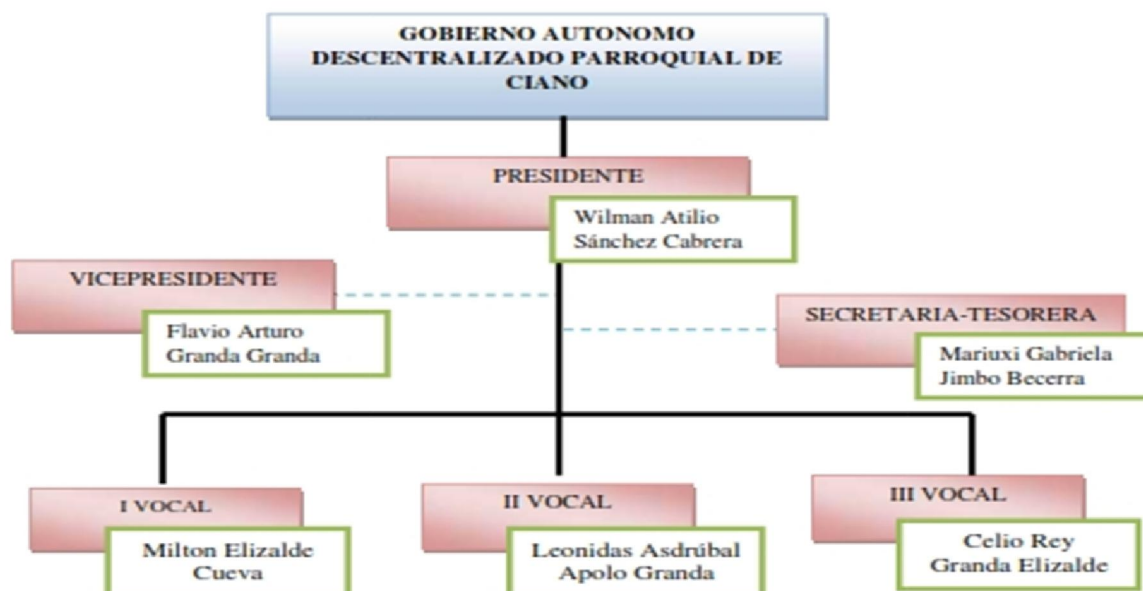 GOBIERNO AUTONOMO
DESCENTRALIZADO PARROQUIAL DE
CIANO
PRESIDENTE
Wilman Atilio
Sánchez Cabrera
VICEPRESIDENTE
Flavio Arturo
Granda Granda
SECRETARIA-TESORERA
Mariuxi Gabriela
Jimbo Becerra
I VOCAL
Milton Elizalde
Cueva
II VOCAL
Leonidas Asdrúbal
Apolo Granda
III VOCAL
Celio Rey
Granda Elizalde